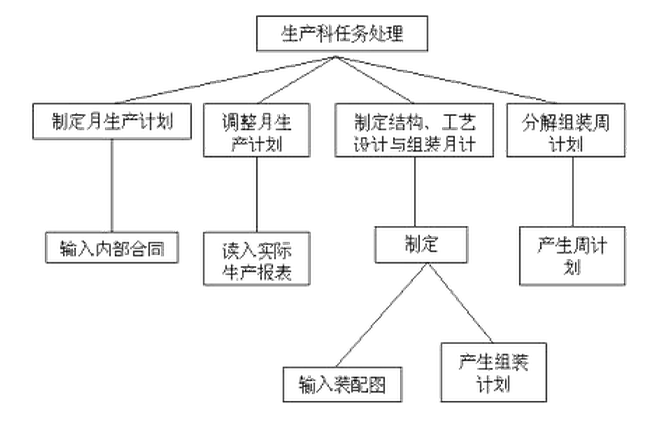 生产科任务处理
制定月生产计划
调整月生
产计划
制定结构、工艺
设计与组装月计
分解组装周
计划
输入内部合同
读入实际
生产报表
制定
产生周计
划
输入装配图
产生组装
计划